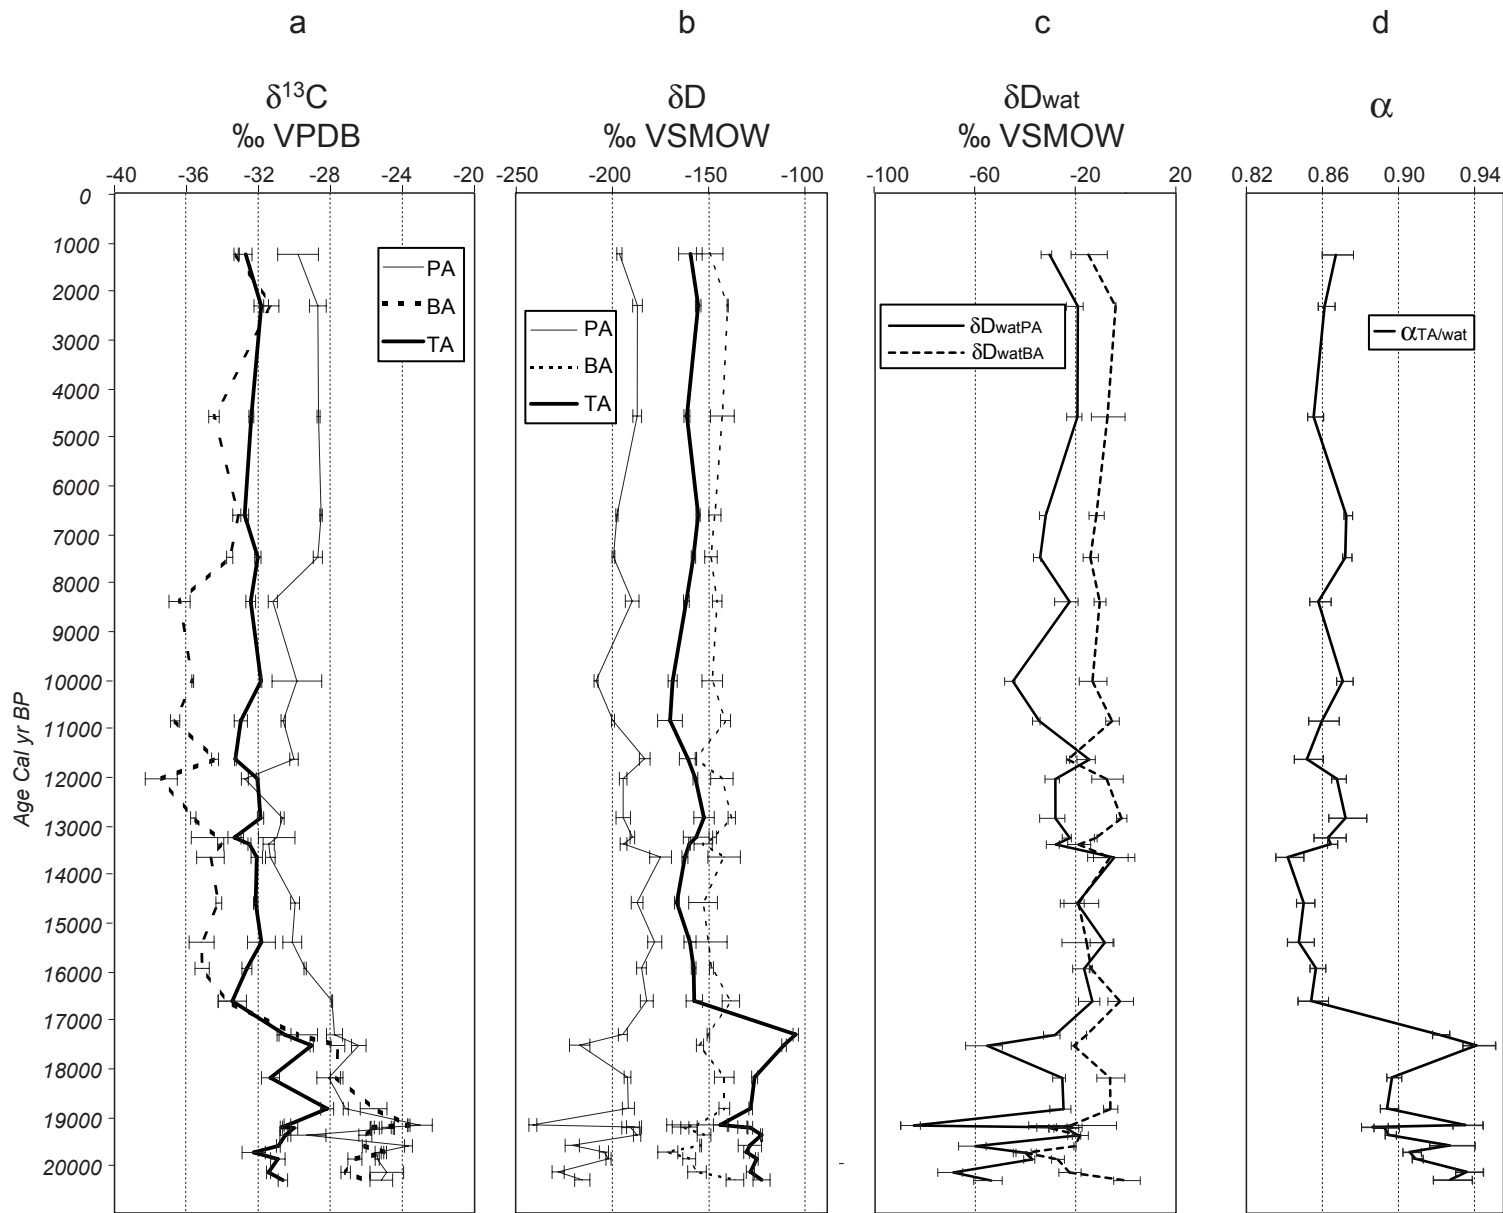 a b c d
δ¹³C δD δDwat α
‰ VPDB ‰ VSMOW ‰ VSMOW
-40 -36 -32 -28 -24 -20 -250 -200 -150 -100 -100 -60 -20 20 0.82 0.86 0.90 0.94
0
1000
2000
3000
4000
5000
6000
7000
8000
9000
10000
11000
12000
13000
14000
15000
16000
17000
18000
19000
20000
Age Cal yr BP
PA
BA
TA
PA
BA
TA
δDwatPA
δDwatBA
αTA/wat